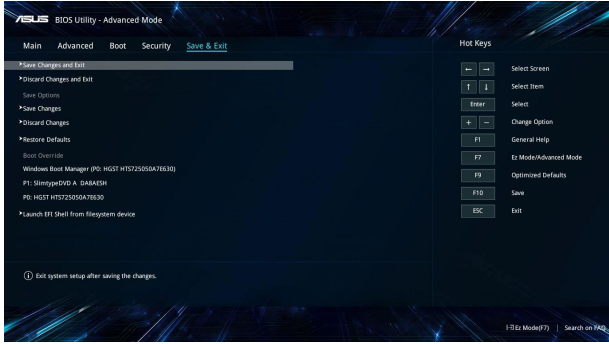 ASUS BIOS Utility - Advanced Mode
Main Advanced Boot Security Save & Exit
Hot Keys
Save Changes and Exit
Discard Changes and Exit
Save Options
Save Changes
Discard Changes
Restore Defaults
Boot Override
Windows Boot Manager (P0: HGST HTS725050A7E630)
P1: SlimtypeDVD A DA8AESH
P0: HGST HTS725050A7E630
Launch EFI Shell from filesystem device
← → Select Screen
↑ ↓ Select Item
Enter Select
+ − Change Option
F1 General Help
F7 Ez Mode/Advanced Mode
F9 Optimized Defaults
F10 Save
ESC Exit
Exit system setup after saving the changes.
Ez Mode(F7) | Search on FAQ